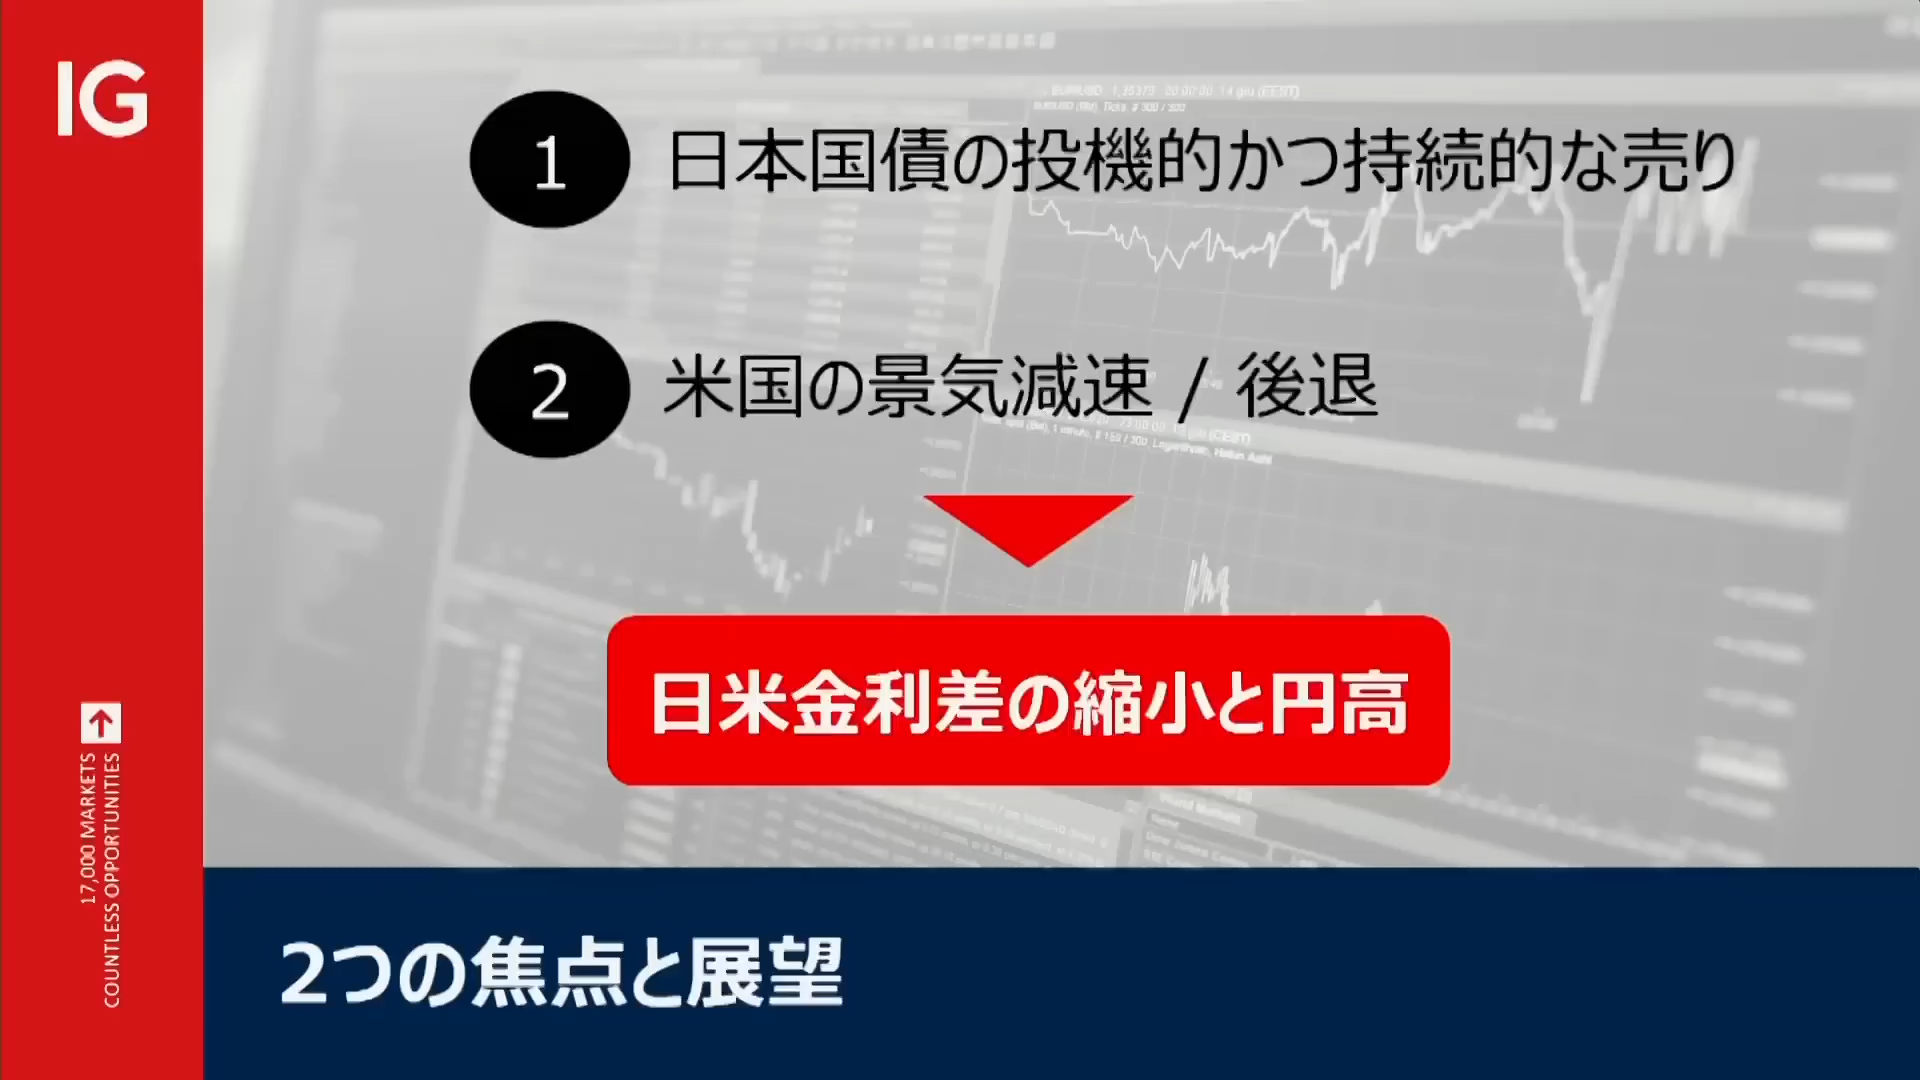 IG
1 日本国債の投機的かつ持続的な売り
2 米国の景気減速 / 後退
日米金利差の縮小と円高
2つの焦点と展望
17,000 MARKETS
COUNTLESS OPPORTUNITIES